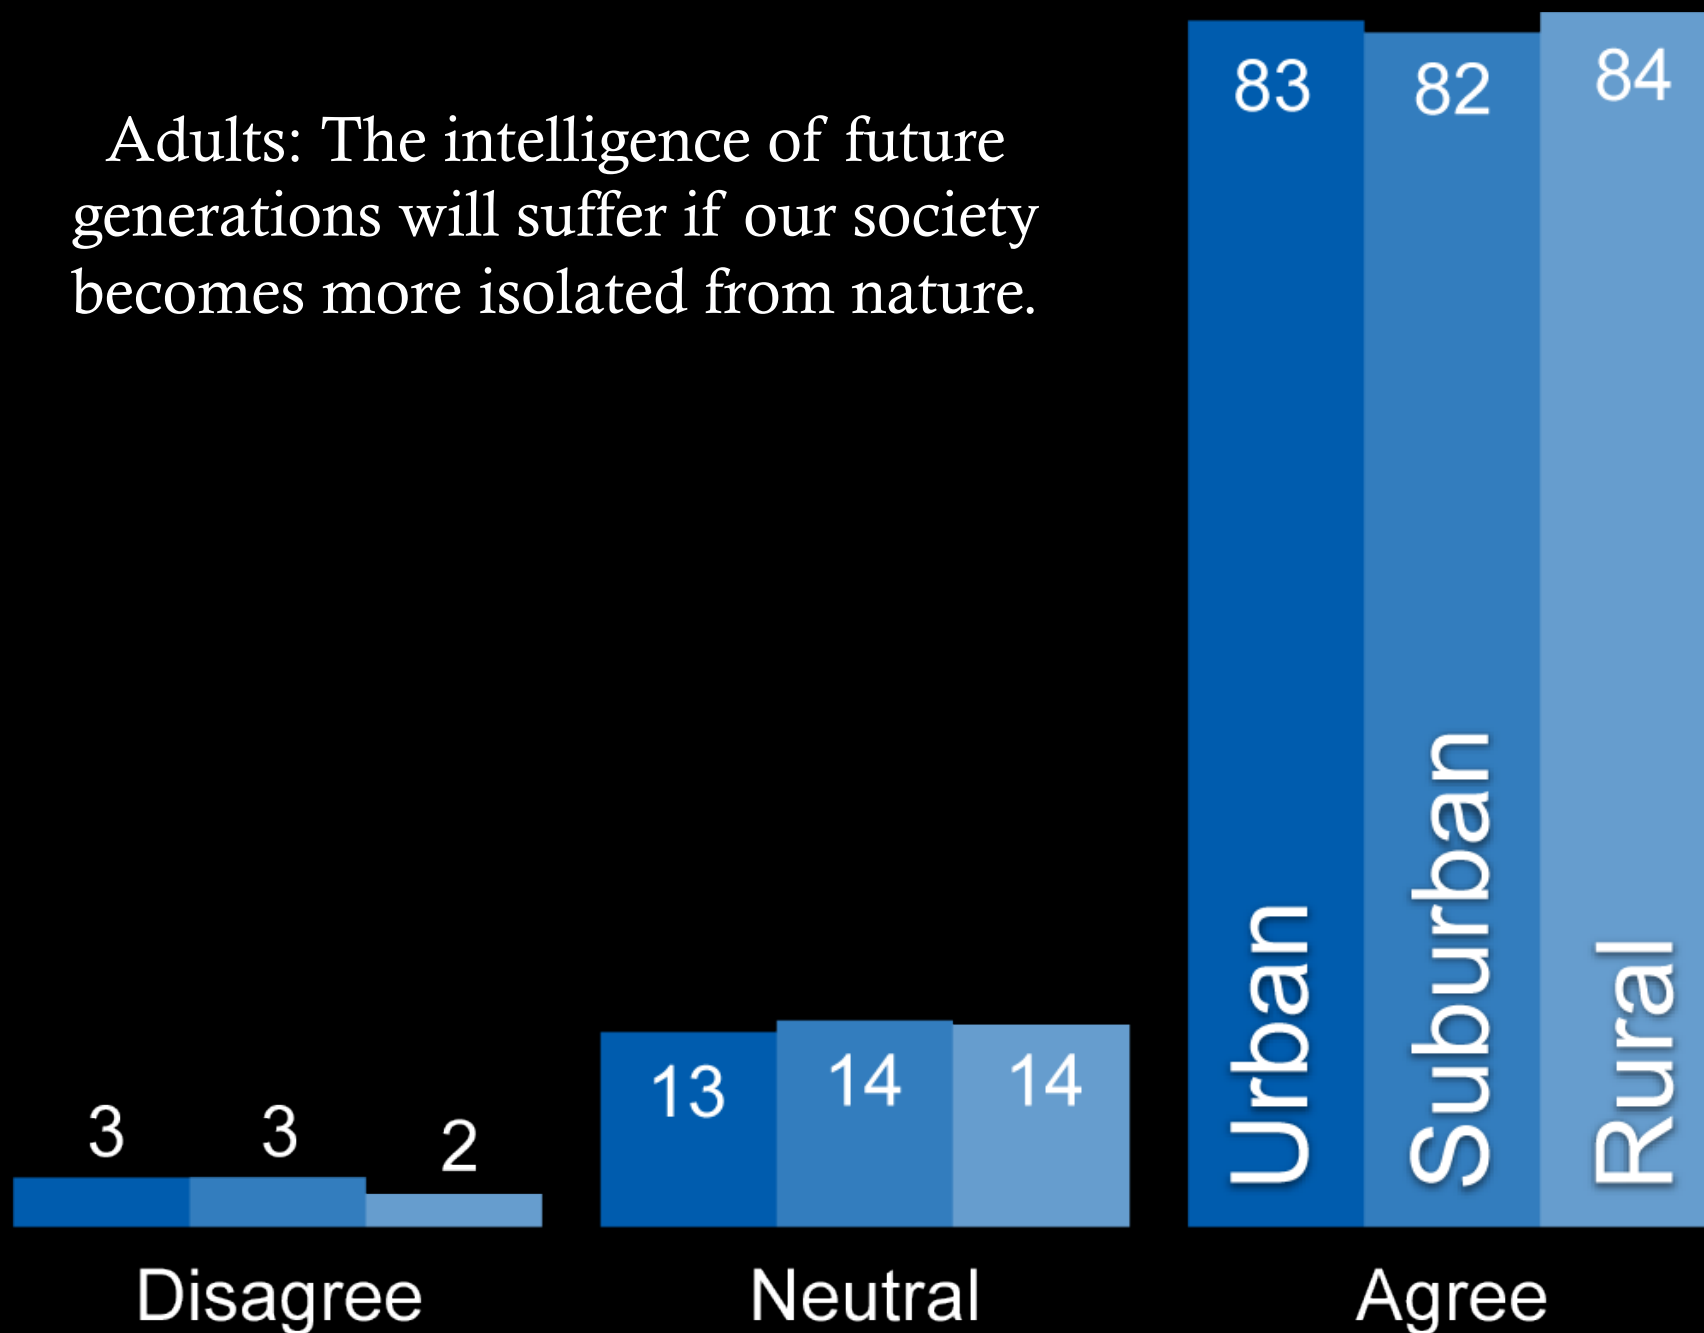 Adults: The intelligence of future
generations will suffer if our society
becomes more isolated from nature.
83
82
84
3
3
2
13
14
14
Urban
Suburban
Rural
Disagree
Neutral
Agree